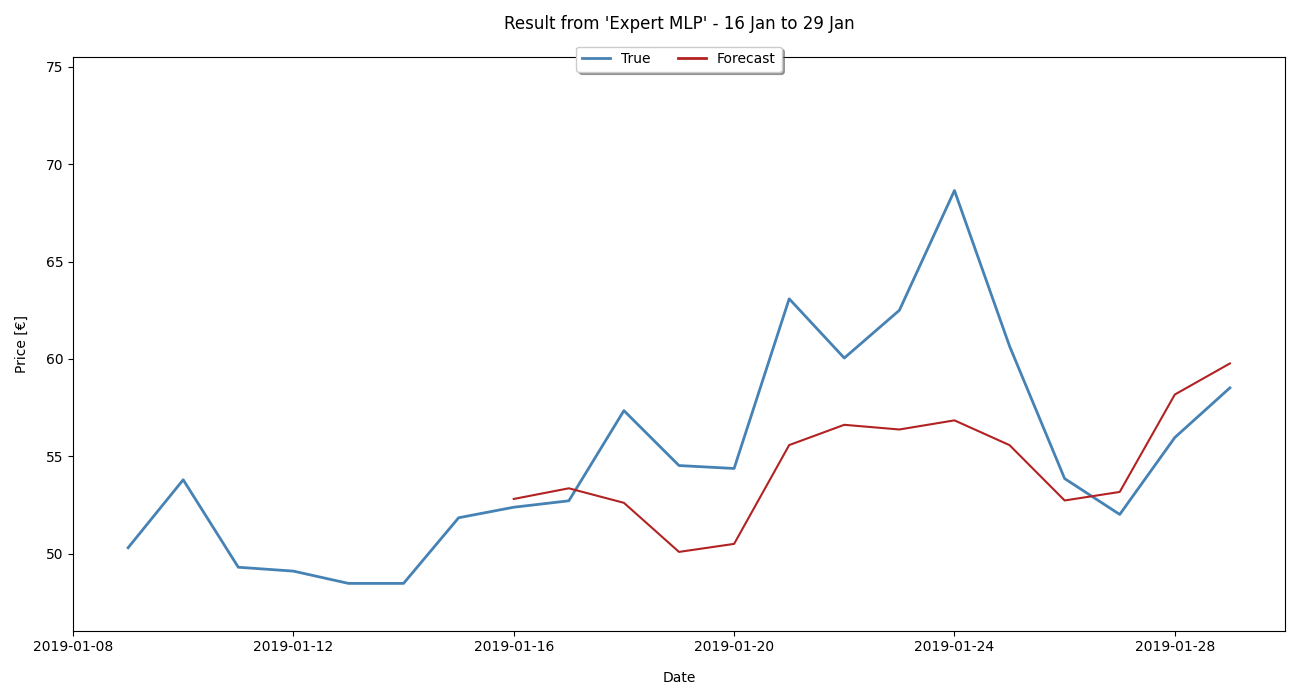 Result from 'Expert MLP' - 16 Jan to 29 Jan
True Forecast
75
70
65
60
55
50
Price [€]
2019-01-08 2019-01-12 2019-01-16 2019-01-20 2019-01-24 2019-01-28
Date